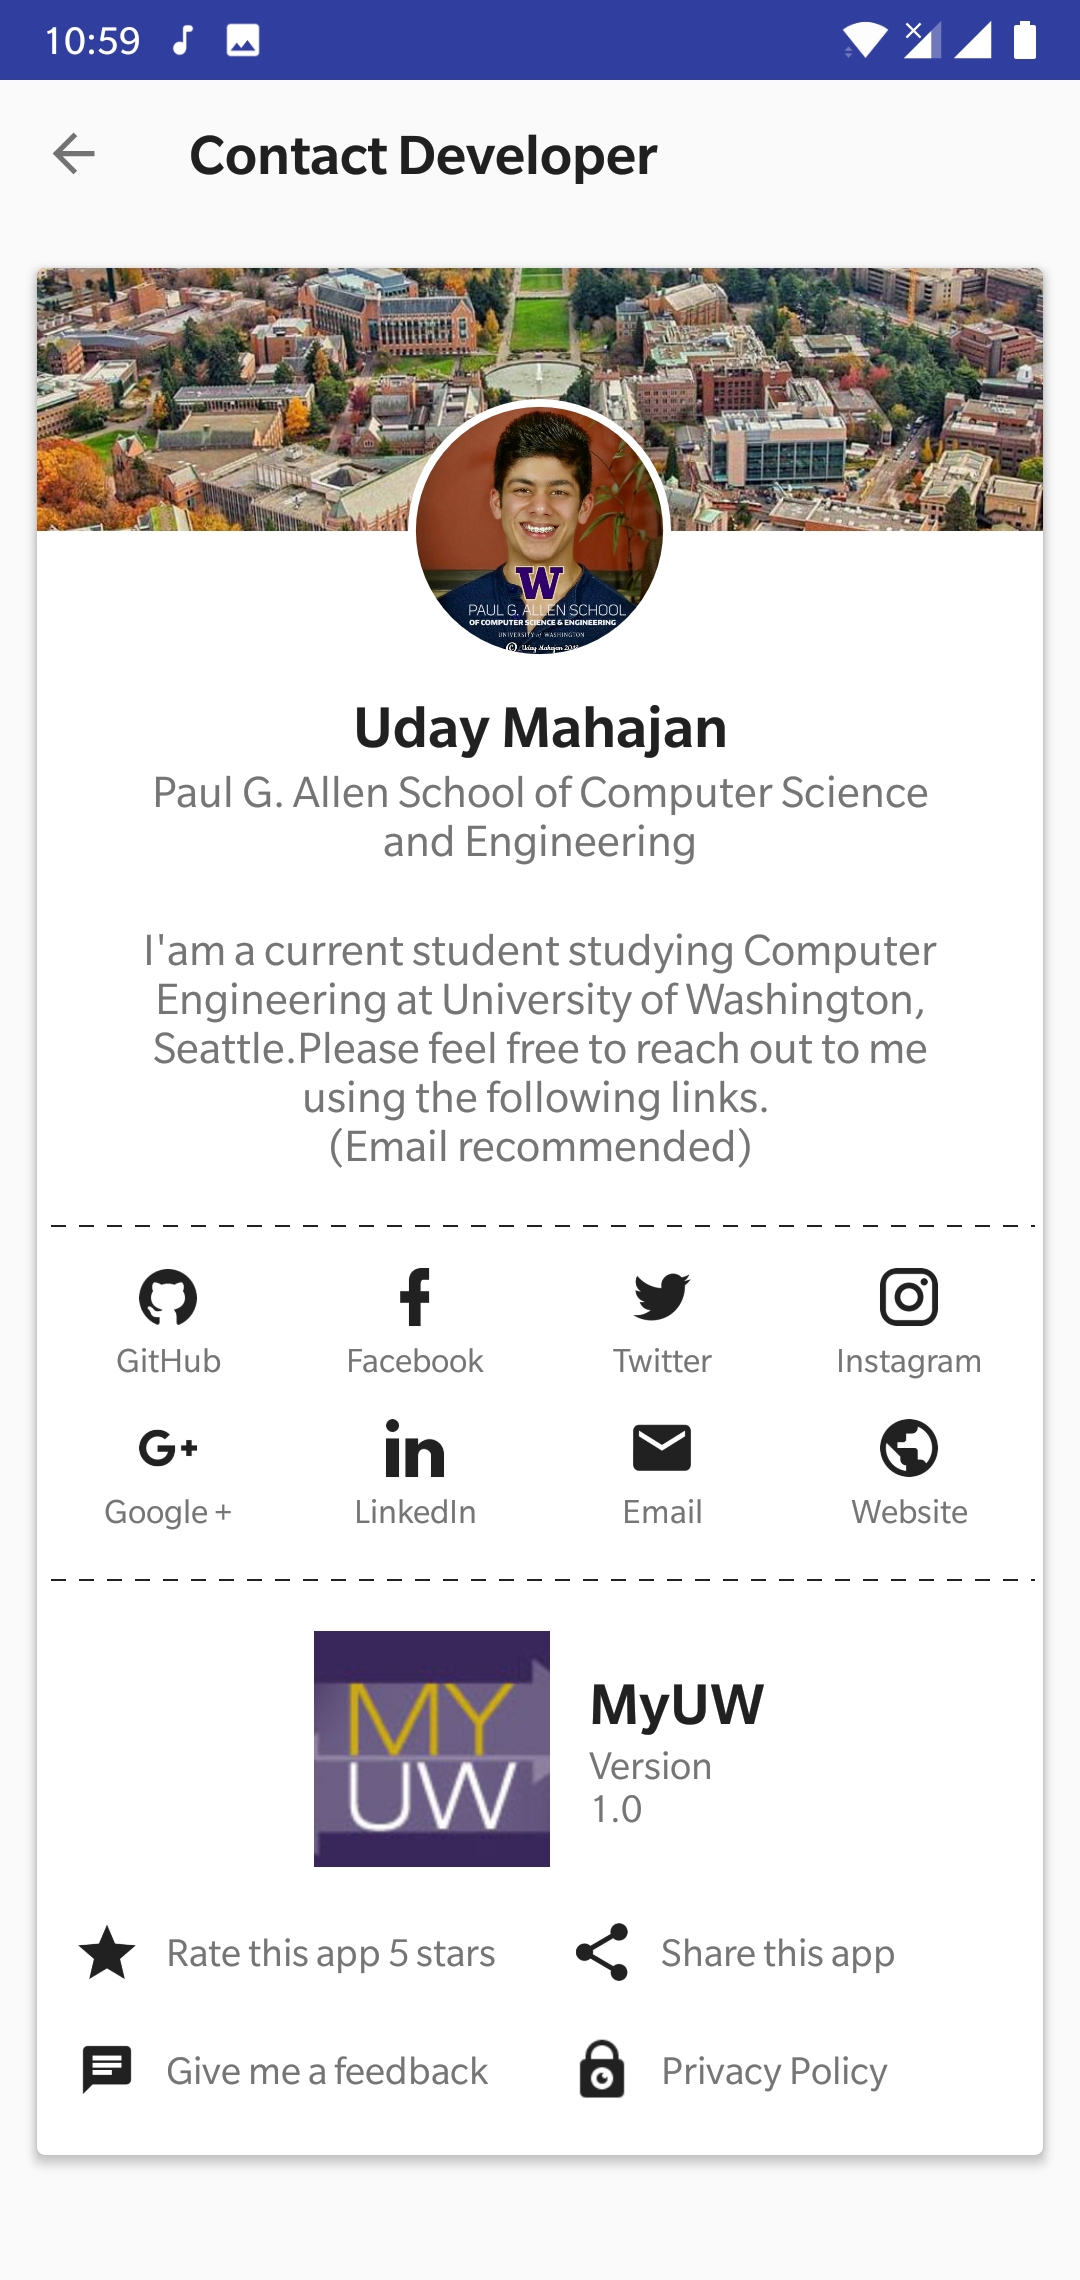 10:59
Contact Developer
W
PAUL G. ALLEN SCHOOL
OF COMPUTER SCIENCE & ENGINEERING
UNIVERSITY of WASHINGTON
Uday Mahajan
Uday Mahajan
Paul G. Allen School of Computer Science
and Engineering
I'am a current student studying Computer
Engineering at University of Washington,
Seattle.Please feel free to reach out to me
using the following links.
(Email recommended)
GitHub
Facebook
Twitter
Instagram
G+
in
Google +
LinkedIn
Email
Website
MY
UW
MyUW
Version
1.0
Rate this app 5 stars
Share this app
Give me a feedback
Privacy Policy